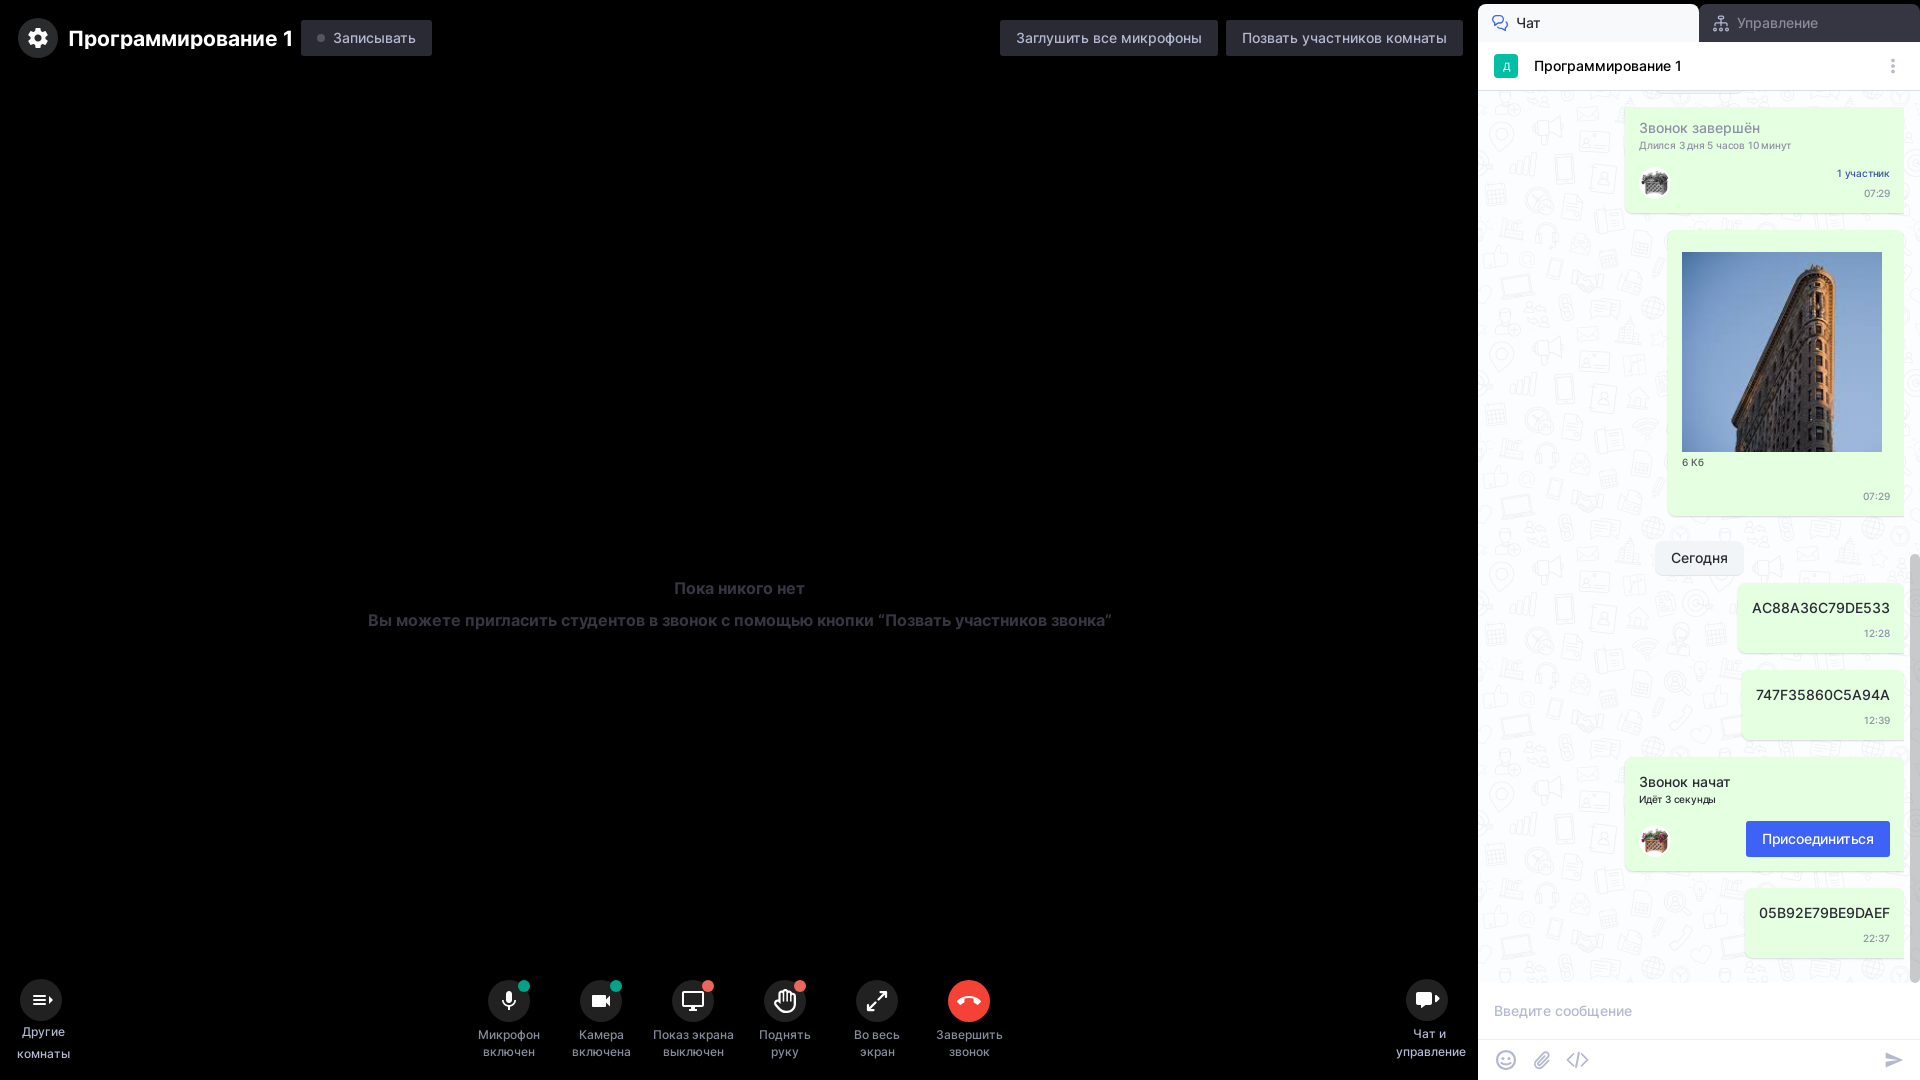 Программирование 1
Записывать
Заглушить все микрофоны
Позвать участников комнаты
Пока никого нет
Вы можете пригласить студентов в звонок с помощью кнопки “Позвать участников звонка”
Другие
комнаты
Микрофон
включен
Камера
включена
Показ экрана
выключен
Поднять
руку
Во весь
экран
Завершить
звонок
Чат и
управление
Чат
Управление
Д
Программирование 1
Звонок завершён
Длился 3 дня 5 часов 10 минут
1 участник
07:29
6 Кб
07:29
Сегодня
AC88A36C79DE533
12:28
747F35860C5A94A
12:39
Звонок начат
Идёт 3 секунды
Присоединиться
05B92E79BE9DAEF
22:37
Введите сообщение